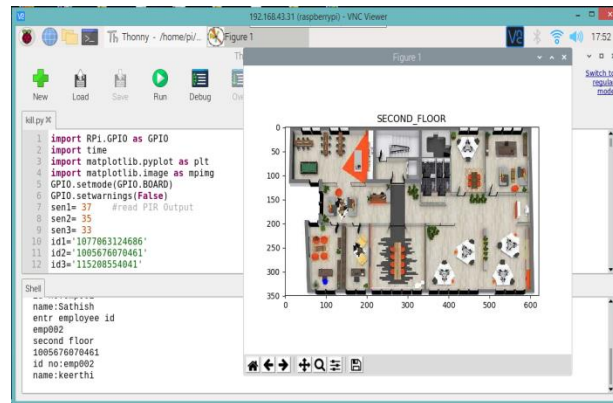 192.168.43.31 (raspberrypi) - VNC Viewer
Thonny - /home/pi/... Figure 1 17:52
Figure 1
Switch to
regular
mode
New Load Save Run Debug
kill.py
1 import RPi.GPIO as GPIO
2 import time
3 import matplotlib.pyplot as plt
4 import matplotlib.image as mpimg
5 GPIO.setmode(GPIO.BOARD)
6 GPIO.setwarnings(False)
7 sen1= 37 #read PIR Output
8 sen2= 35
9 sen3= 33
10 id1='1077063124686'
11 id2='1005676070461'
12 id3='115208554041'
SECOND_FLOOR
0
50
100
150
200
250
300
350
0 100 200 300 400 500 600
Shell
name:Sathish
entr employee id
emp002
second floor
1005676070461
id no:emp002
name:keerthi